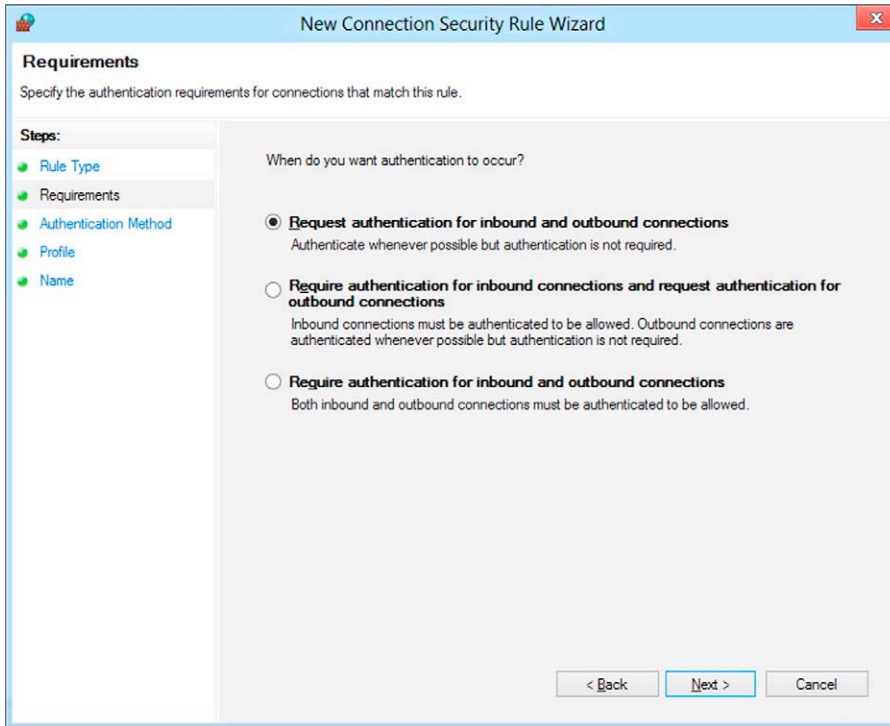 New Connection Security Rule Wizard
Requirements
Specify the authentication requirements for connections that match this rule.
Steps:
Rule Type
Requirements
Authentication Method
Profile
Name
When do you want authentication to occur?
Request authentication for inbound and outbound connections
Authenticate whenever possible but authentication is not required.
Require authentication for inbound connections and request authentication for
outbound connections
Inbound connections must be authenticated to be allowed. Outbound connections are
authenticated whenever possible but authentication is not required.
Require authentication for inbound and outbound connections
Both inbound and outbound connections must be authenticated to be allowed.
< Back
Next >
Cancel